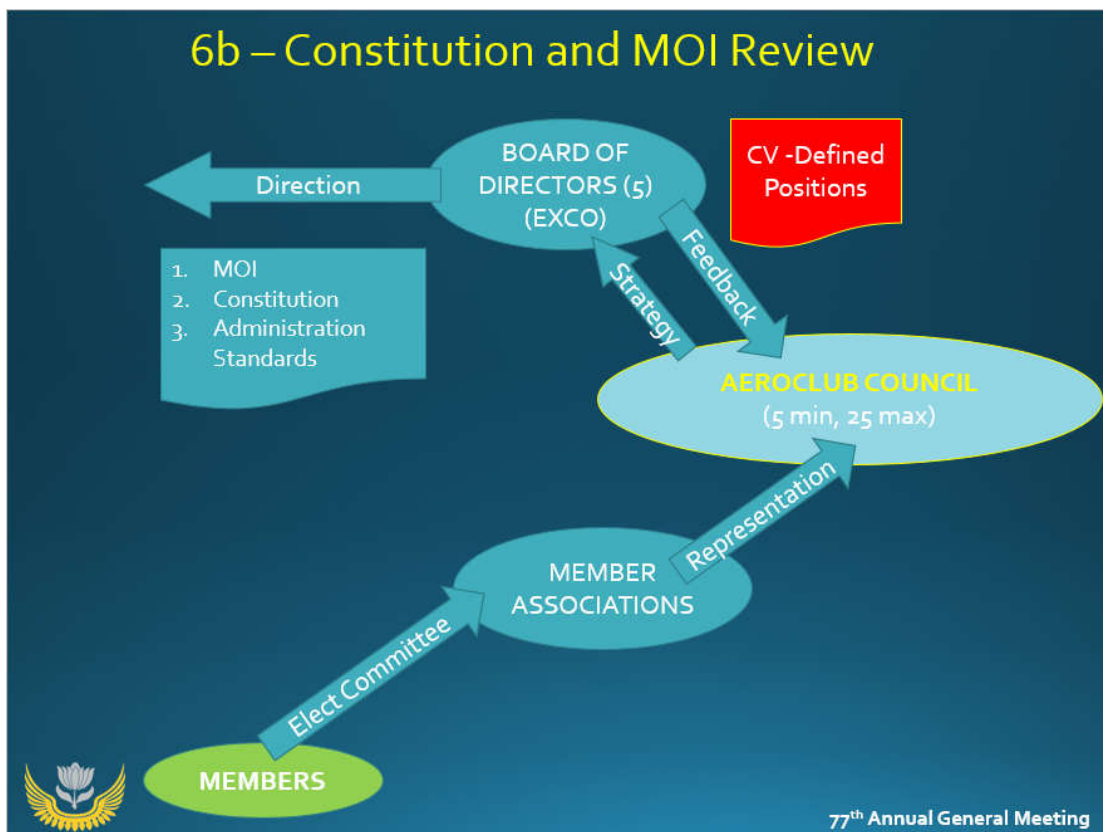 6b – Constitution and MOI Review
BOARD OF
DIRECTORS (5)
(EXCO)
CV -Defined
Positions
Direction
1. MOI
2. Constitution
3. Administration
Standards
Strategy
Feedback
AEROCLUB COUNCIL
(5 min, 25 max)
Representation
MEMBER
ASSOCIATIONS
Elect Committee
MEMBERS
77th Annual General Meeting